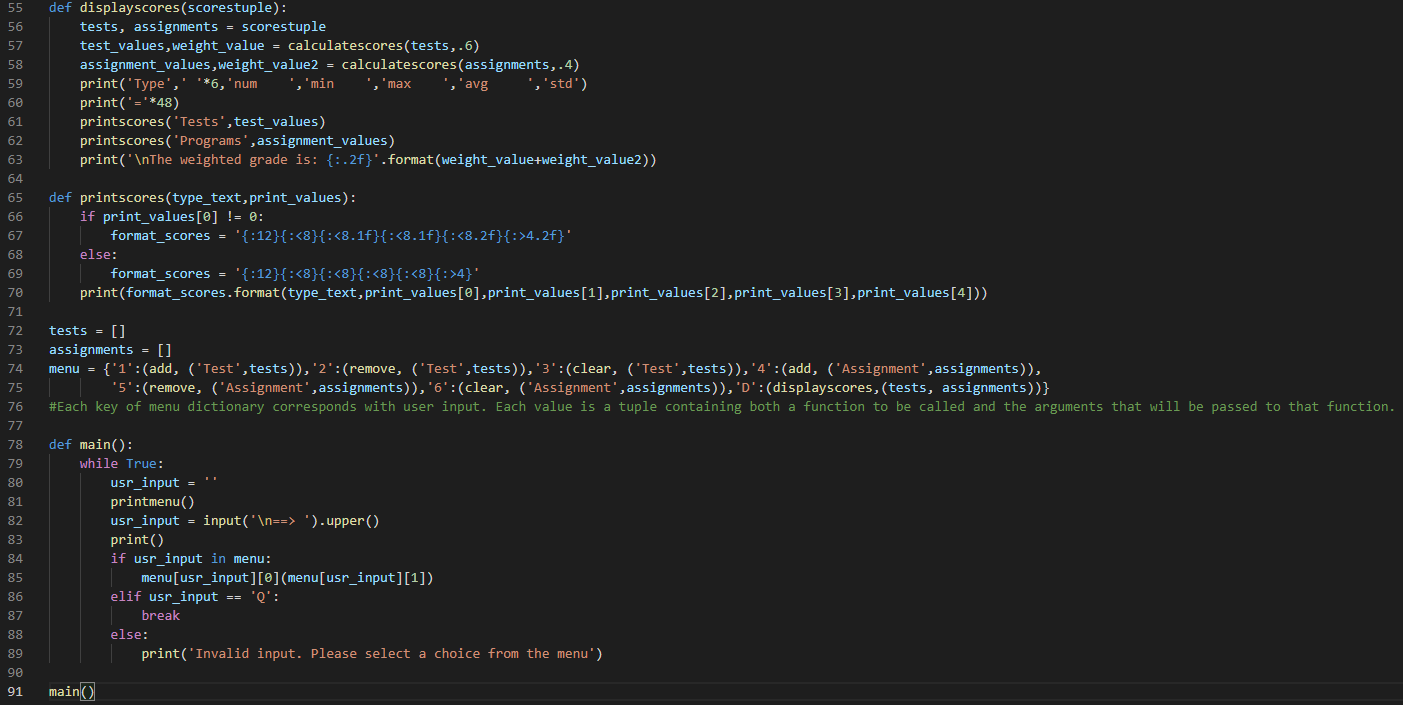 55 def displayscores(scorestuple):
56     tests, assignments = scorestuple
57     test_values,weight_value = calculatescores(tests,.6)
58     assignment_values,weight_value2 = calculatescores(assignments,.4)
59     print('Type',' '*6,'num    ','min    ','max    ','avg     ','std')
60     print('='*48)
61     printscores('Tests',test_values)
62     printscores('Programs',assignment_values)
63     print('\nThe weighted grade is: {:.2f}'.format(weight_value+weight_value2))
64
65 def printscores(type_text,print_values):
66     if print_values[0] != 0:
67         format_scores = '{:12}{:<8}{:<8.1f}{:<8.1f}{:<8.2f}{:>4.2f}'
68     else:
69         format_scores = '{:12}{:<8}{:<8}{:<8}{:<8}{:>4}'
70     print(format_scores.format(type_text,print_values[0],print_values[1],print_values[2],print_values[3],print_values[4]))
71
72 tests = []
73 assignments = []
74 menu = {'1':(add, ('Test',tests)),'2':(remove, ('Test',tests)),'3':(clear, ('Test',tests)),'4':(add, ('Assignment',assignments)),
75         '5':(remove, ('Assignment',assignments)),'6':(clear, ('Assignment',assignments)),'D':(displayscores,(tests, assignments))}
76 #Each key of menu dictionary corresponds with user input. Each value is a tuple containing both a function to be called and the arguments that will be passed to that function.
77
78 def main():
79     while True:
80         usr_input = ''
81         printmenu()
82         usr_input = input('\n==> ').upper()
83         print()
84         if usr_input in menu:
85             menu[usr_input][0](menu[usr_input][1])
86         elif usr_input == 'Q':
87             break
88         else:
89             print('Invalid input. Please select a choice from the menu')
90
91 main()